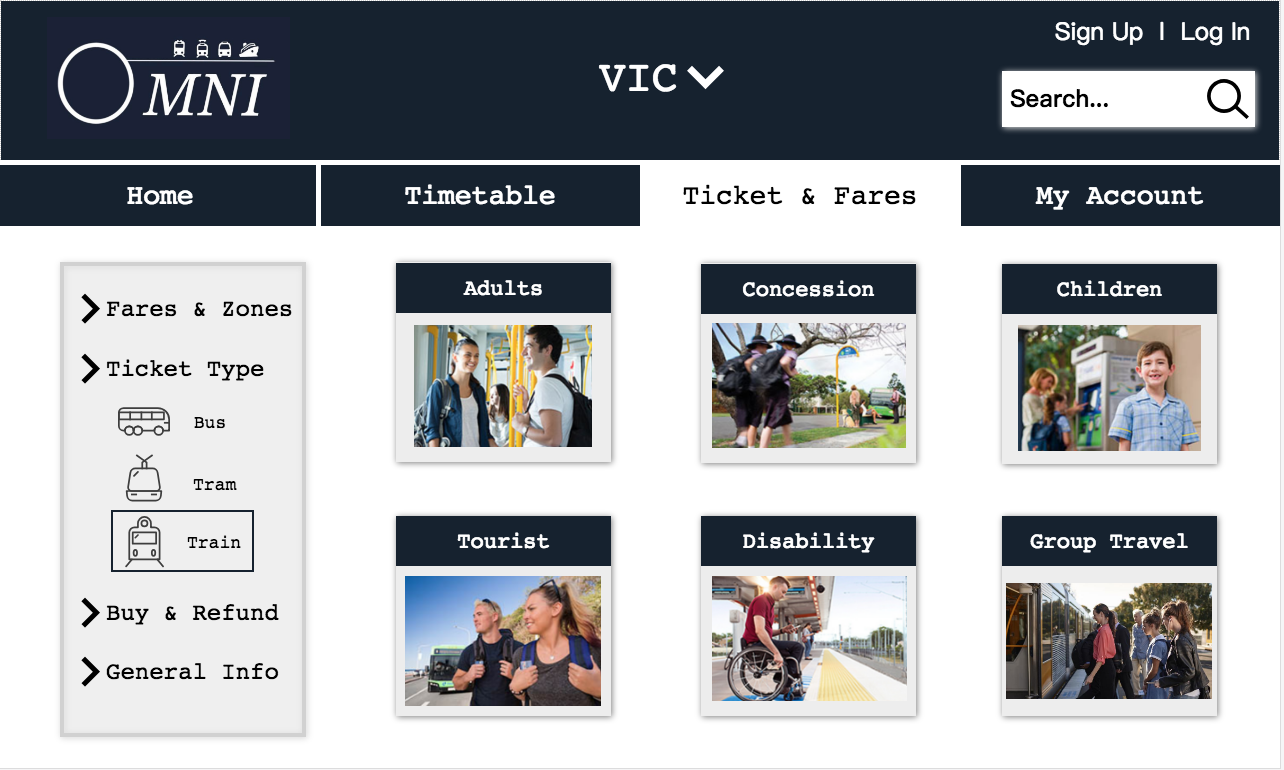 Sign Up | Log In
OMNI
VIC
Search...
Home
Timetable
Ticket & Fares
My Account
Fares & Zones
Ticket Type
Bus
Tram
Train
Buy & Refund
General Info
Adults
Concession
Children
Tourist
Disability
Group Travel